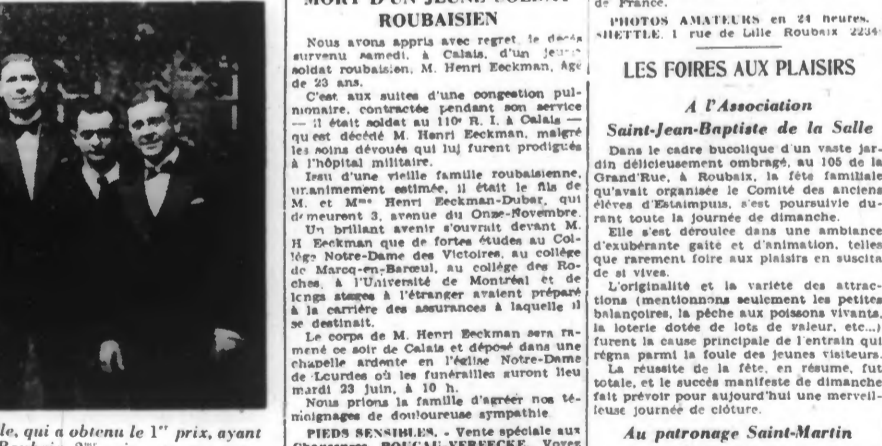 le, qui a obtenu le 1er prix, ayant
MORT D'UN JEUNE SOLDAT
ROUBAISIEN
Nous avons appris avec regret le décès
survenu samedi, à Calais, d'un jeune
soldat roubaisien, M. Henri Eeckman, âgé
de 23 ans.
C'est aux suites d'une congestion pul-
monaire, contractée pendant son service
— il était soldat au 110e R. I. à Calais —
qu'est décédé M. Henri Eeckman, malgré
les soins dévoués qui lui furent prodigués
à l'hôpital militaire.
Issu d'une vieille famille roubaisienne,
unanimement estimée, il était le fils de
M. et Mme Henri Eeckman-Dubar, qui
demeurent 3, avenue du Onze-Novembre.
Un brillant avenir s'ouvrait devant M.
H Eeckman que de fortes études au Col-
lège Notre-Dame des Victoires, au collège
de Marcq-en-Barœul, au collège des Ro-
ches, à l'Université de Montréal et de
longs stages à l'étranger avaient préparé
à la carrière des assurances à laquelle il
se destinait.
Le corps de M. Henri Eeckman sera ra-
mené ce soir de Calais et déposé dans une
chapelle ardente en l'église Notre-Dame
de Lourdes où les funérailles auront lieu
mardi 23 juin, à 10 h.
Nous prions la famille d'agréer nos té-
moignages de douloureuse sympathie.
PIEDS SENSIBLES. - Vente spéciale aux
Chaussures BOUCAU-VEREECKE. Voyez
de France.
PHOTOS AMATEURS en 24 heures.
SHETTLE, 1 rue de Lille Roubaix 2234
LES FOIRES AUX PLAISIRS
A l'Association
Saint-Jean-Baptiste de la Salle
Dans le cadre bucolique d'un vaste jar-
din délicieusement ombragé, au 105 de la
Grand'Rue, à Roubaix, la fête familiale
qu'avait organisée le Comité des anciens
élèves d'Estaimpuis, s'est poursuivie du-
rant toute la journée de dimanche.
Elle s'est déroulée dans une ambiance
d'exubérante gaité et d'animation, telles
que rarement foire aux plaisirs en suscita
de si vives.
L'originalité et la variété des attrac-
tions (mentionnons seulement les petites
balançoires, la pêche aux poissons vivants,
la loterie dotée de lots de valeur, etc...)
furent la cause principale de l'entrain qui
régna parmi la foule des jeunes visiteurs.
La réussite de la fête, en résume, fut
totale, et le succès manifeste de dimanche
fait prévoir pour aujourd'hui une merveil-
leuse journée de clôture.
Au patronage Saint-Martin